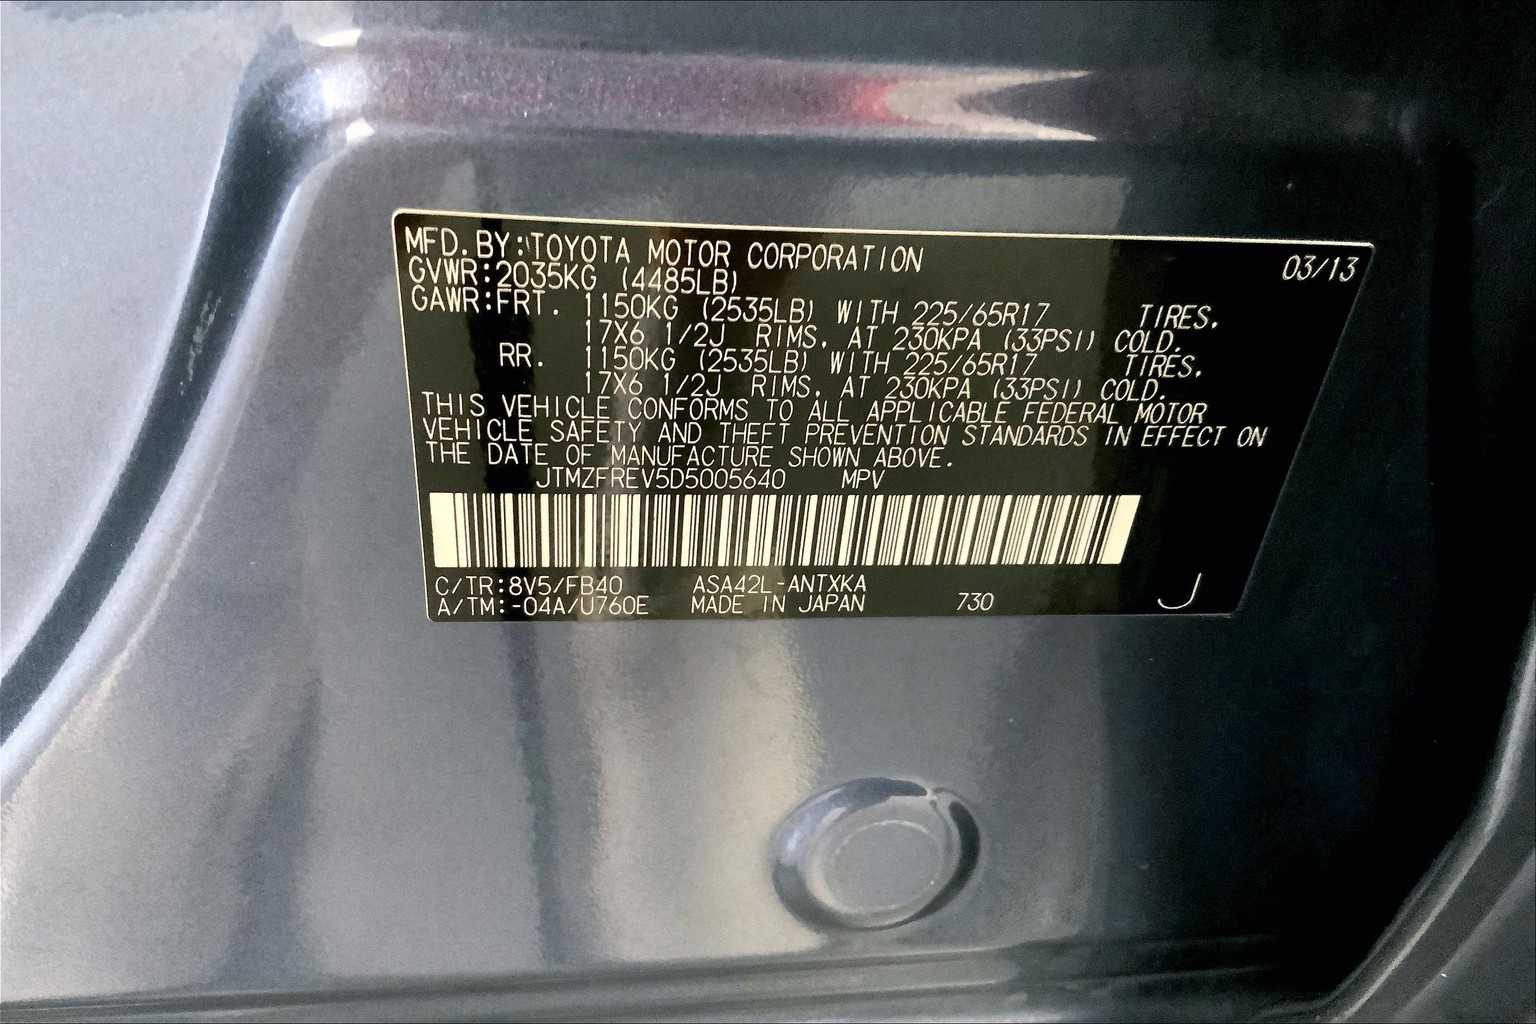 MFD. BY: TOYOTA MOTOR CORPORATION 03/13
GVWR: 2035KG (4485LB)
GAWR: FRT. 1150KG (2535LB) WITH 225/65R17 TIRES.
17X6 1/2J RIMS. AT 230KPA (33PSI) COLD.
RR. 1150KG (2535LB) WITH 225/65R17 TIRES.
17X6 1/2J RIMS. AT 230KPA (33PSI) COLD.
THIS VEHICLE CONFORMS TO ALL APPLICABLE FEDERAL MOTOR
VEHICLE SAFETY AND THEFT PREVENTION STANDARDS IN EFFECT ON
THE DATE OF MANUFACTURE SHOWN ABOVE.
JTMZFREV5D5005640 MPV
C/TR: 8V5/FB40 ASA42L-ANTXKA
A/TM: -04A/U760E MADE IN JAPAN 730 J